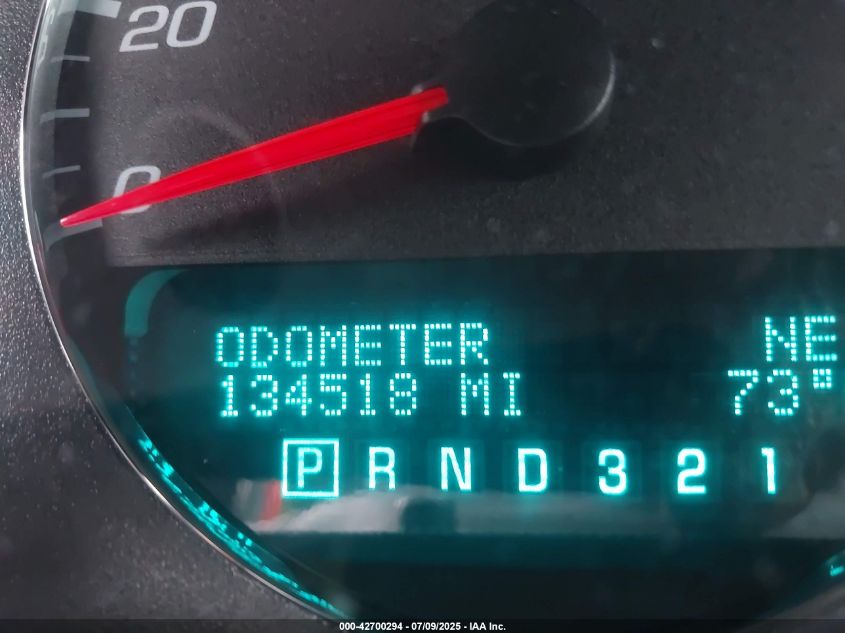 20
0
ODOMETER NE
134518 MI 73°
P R N D 3 2 1
000-42700294 - 07/09/2025 - IAA Inc.